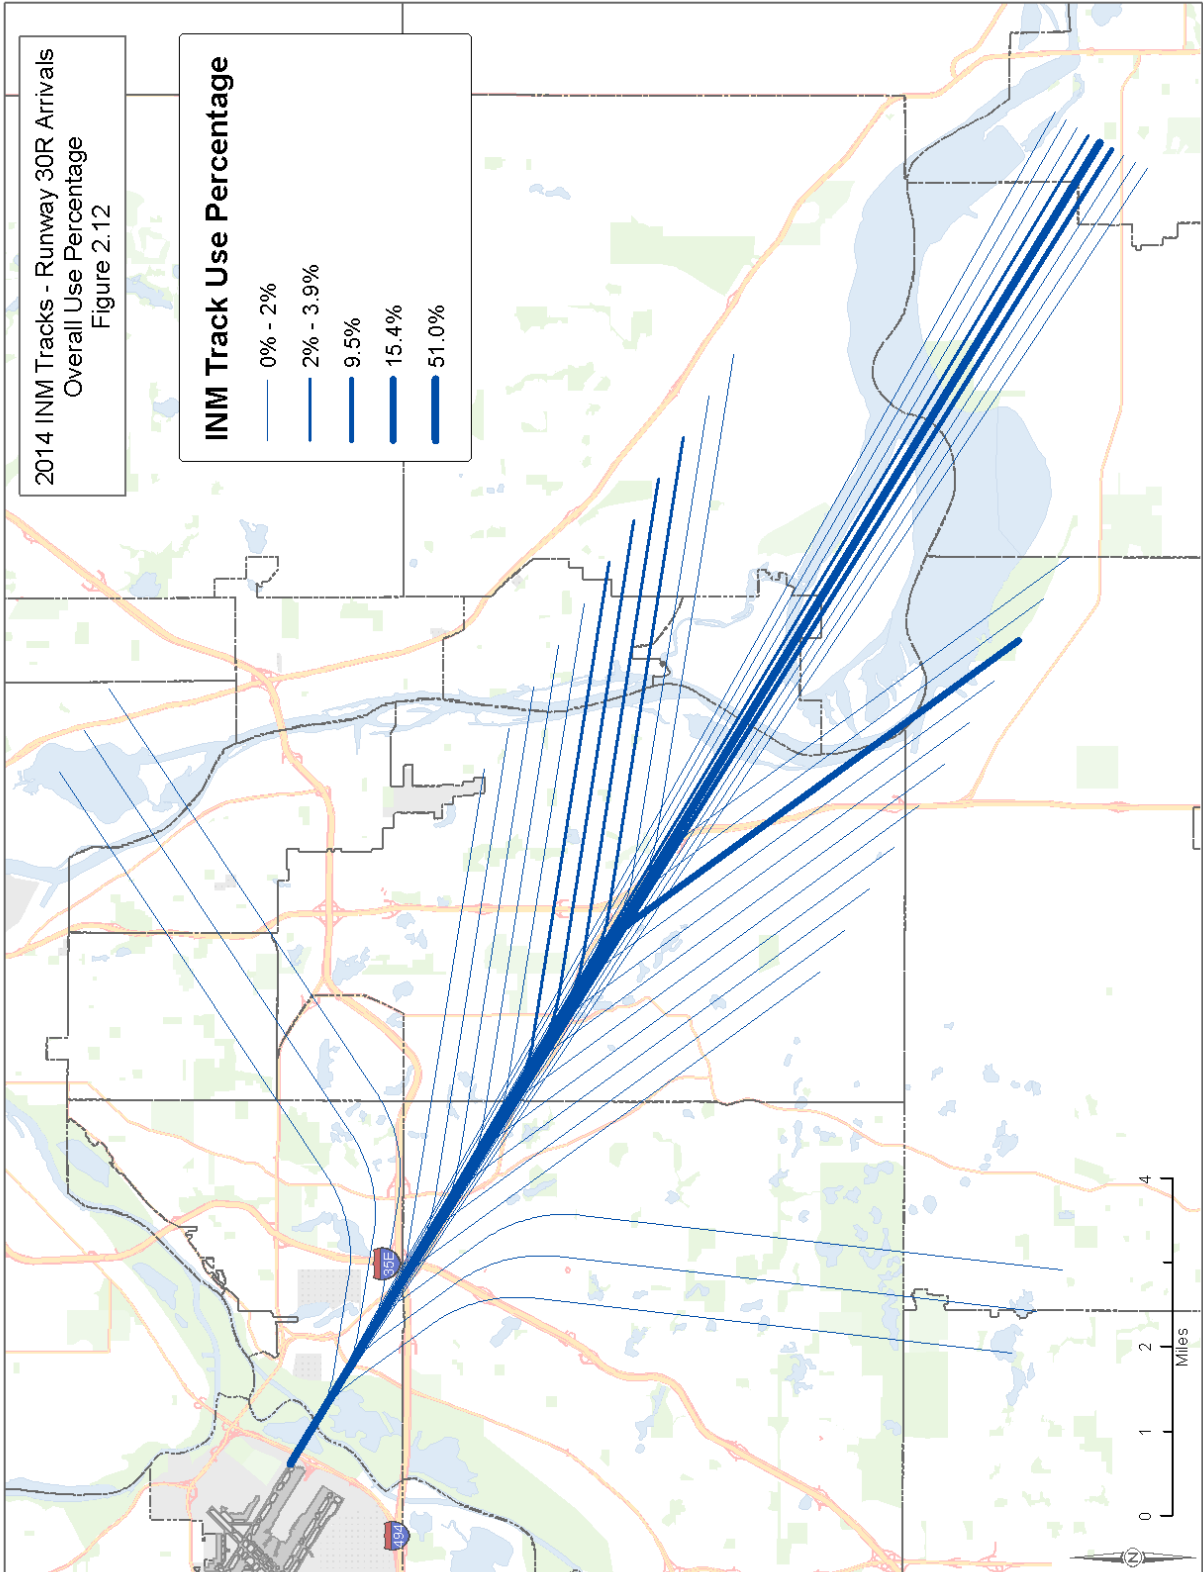 2014 INM Tracks - Runway 30R Arrivals
Overall Use Percentage
Figure 2.12
INM Track Use Percentage
0% - 2%
2% - 3.9%
9.5%
15.4%
51.0%
35E
494
0 1 2 4
Miles
N